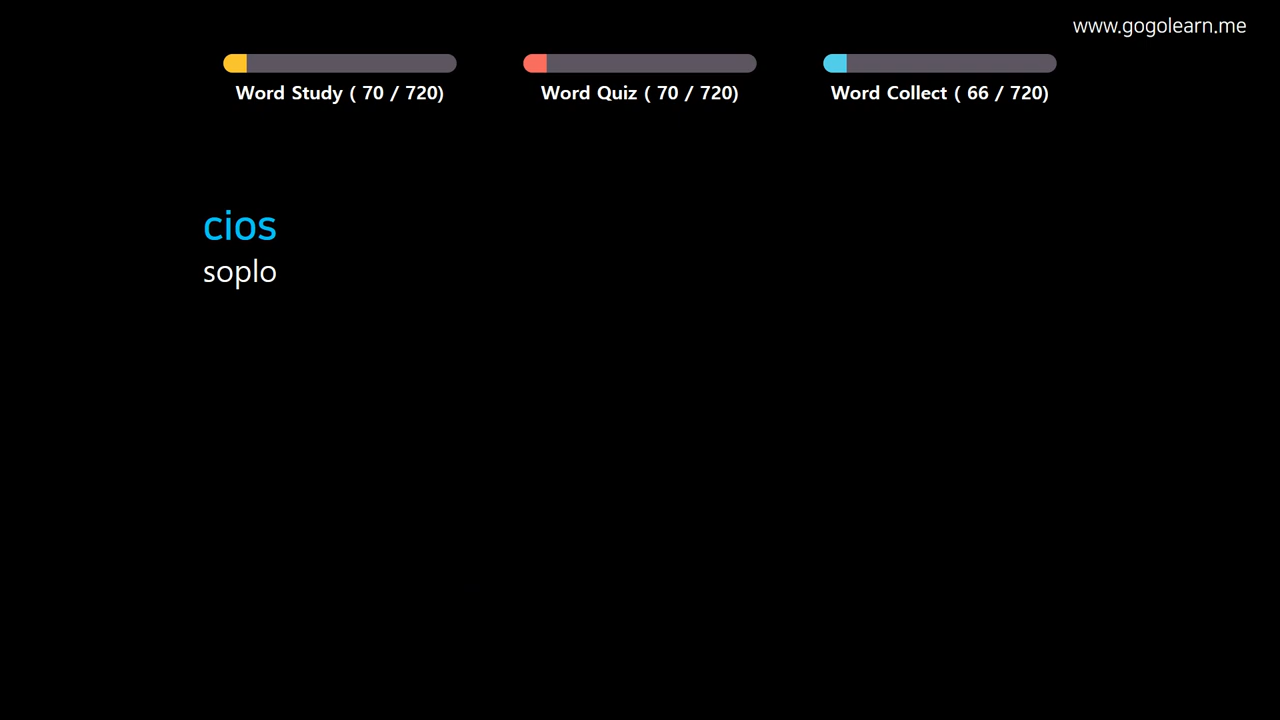 www.gogolearn.me
Word Study ( 70 / 720)
Word Quiz ( 70 / 720)
Word Collect ( 66 / 720)
cios
soplo